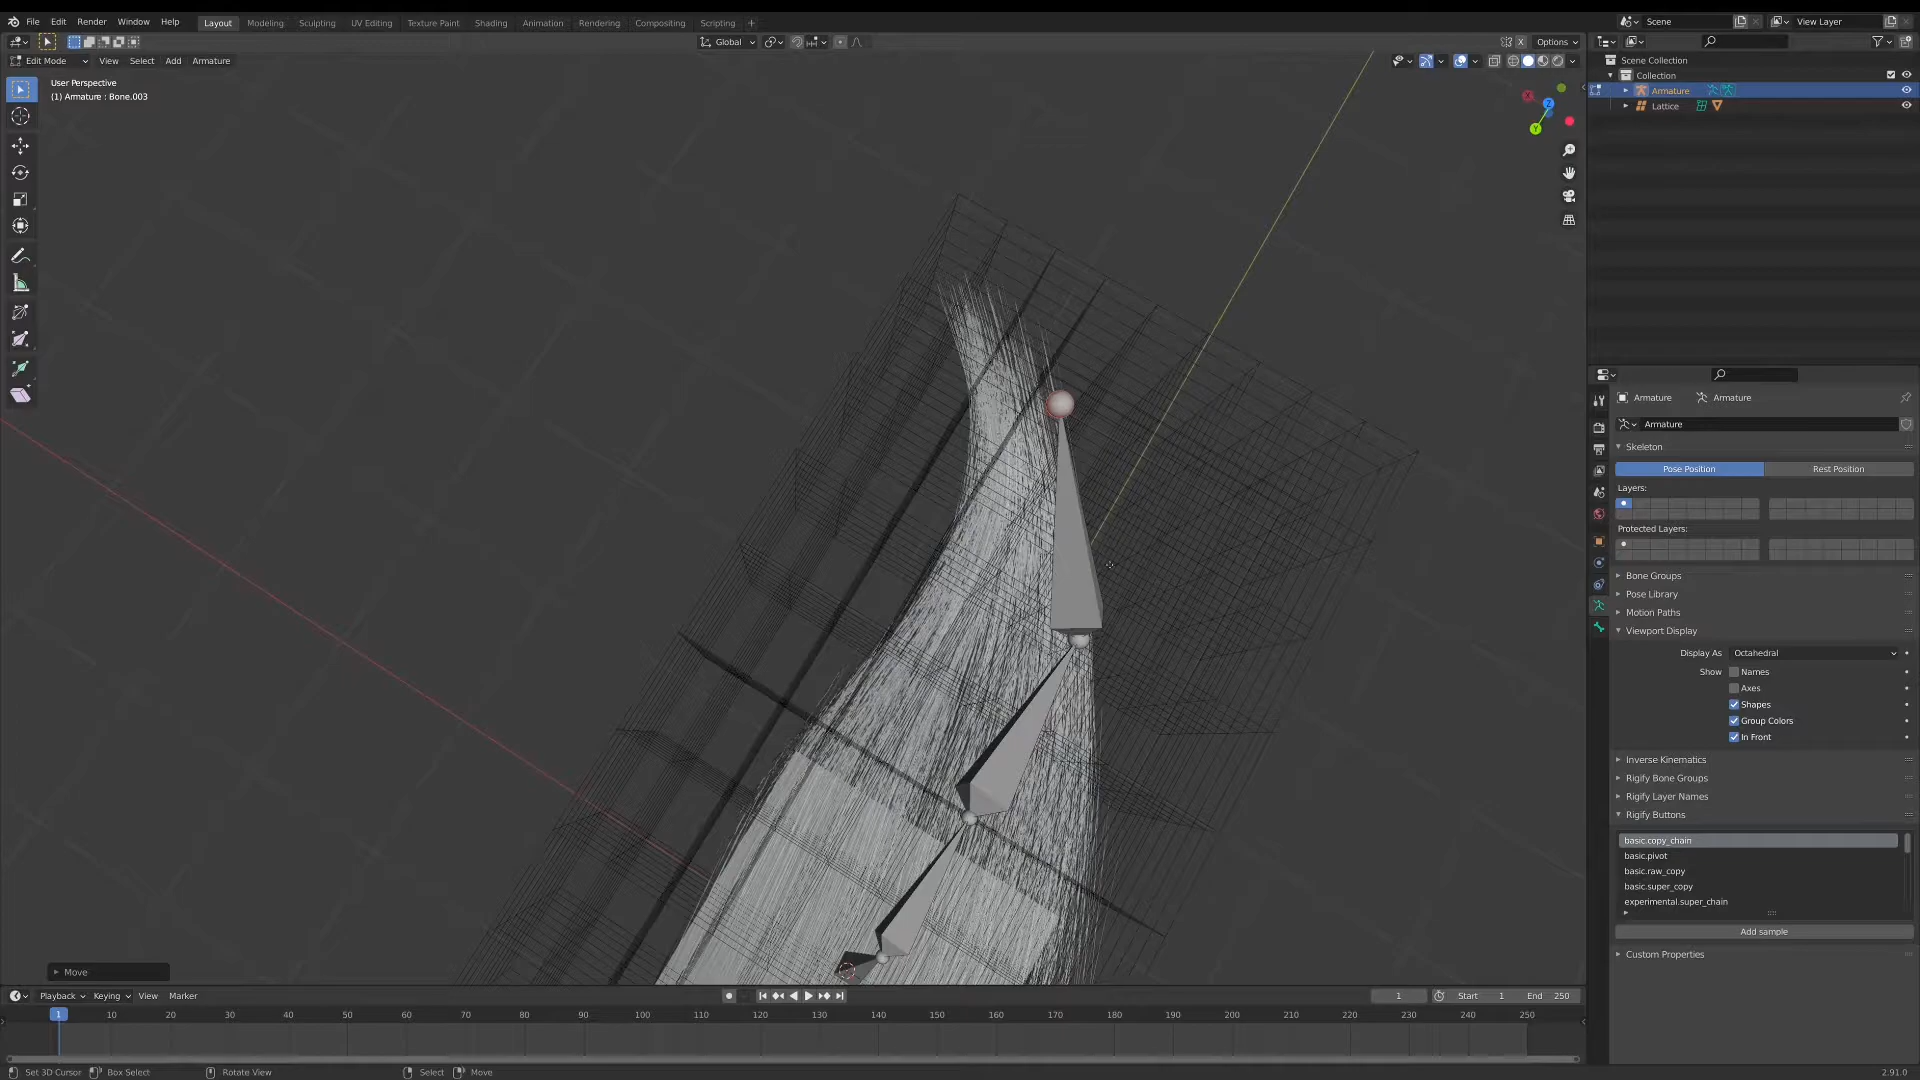 File Edit Render Window Help Layout Modeling Sculpting UV Editing Texture Paint Shading Animation Rendering Compositing Scripting + Scene View Layer
Global X Options
Edit Mode View Select Add Armature
User Perspective
(1) Armature : Bone.003
X
Z
Y
Scene Collection
Collection
Armature
Lattice
Armature Armature
Armature
Skeleton
Pose Position Rest Position
Layers:
Protected Layers:
Bone Groups
Pose Library
Motion Paths
Viewport Display
Display As Octahedral
Show Names
Axes
Shapes
Group Colors
In Front
Inverse Kinematics
Rigify Bone Groups
Rigify Layer Names
Rigify Buttons
basic.copy_chain
basic.pivot
basic.raw_copy
basic.super_copy
experimental.super_chain
Add sample
Custom Properties
Move
Playback Keying View Marker 1 Start 1 End 250
1 10 20 30 40 50 60 70 80 90 100 110 120 130 140 150 160 170 180 190 200 210 220 230 240 250
Set 3D Cursor Box Select Rotate View Select Move 2.91.0